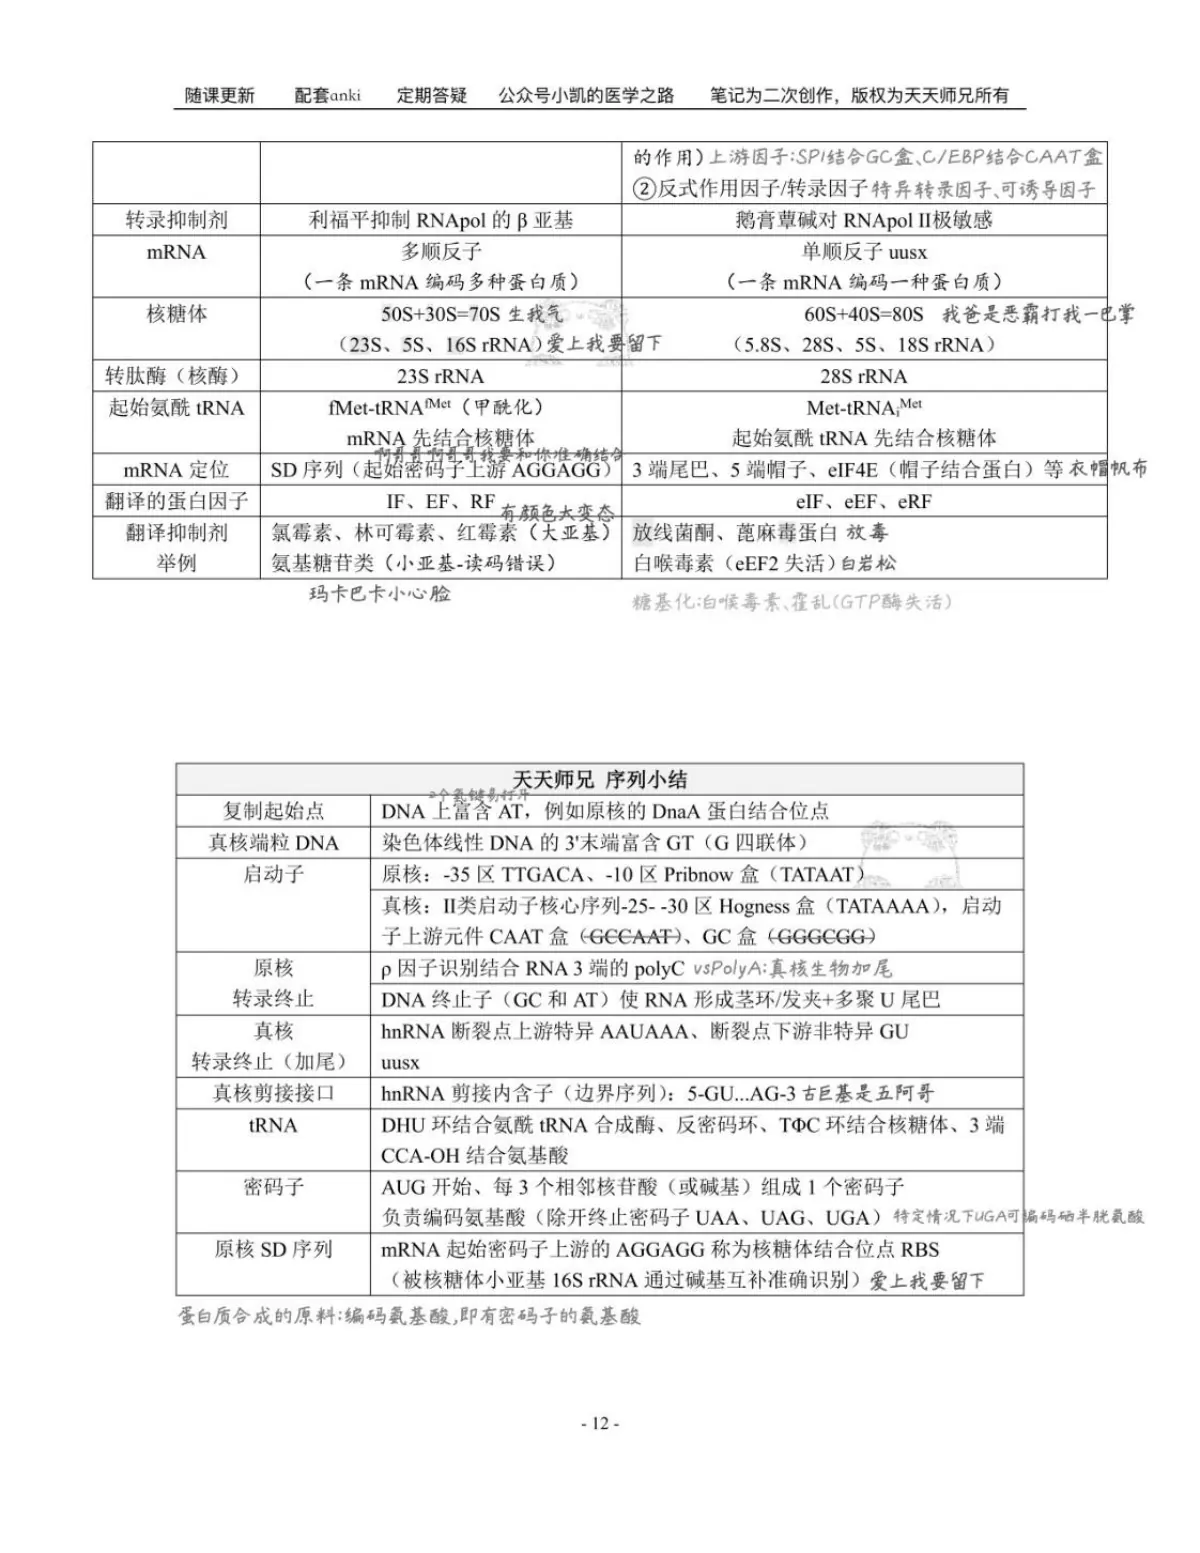 随课更新 配套anki 定期答疑 公众号小凯的医学之路 笔记为二次创作，版权为天天师兄所有
的作用）上游因子:SP1结合GC盒、C/EBP结合CAAT盒
②反式作用因子/转录因子 特异转录因子、可诱导因子
转录抑制剂 利福平抑制 RNApol 的 β 亚基 鹅膏蕈碱对 RNApol II极敏感
mRNA 多顺反子 单顺反子 uusx
（一条 mRNA 编码多种蛋白质） （一条 mRNA 编码一种蛋白质）
核糖体 50S+30S=70S 生我气 60S+40S=80S 我爸是恶霸打我一巴掌
（23S、5S、16S rRNA）爱上我要留下 （5.8S、28S、5S、18S rRNA）
转肽酶（核酶） 23S rRNA 28S rRNA
起始氨酰 tRNA fMet-tRNAfMet（甲酰化） Met-tRNAiMet
mRNA 先结合核糖体 起始氨酰 tRNA 先结合核糖体
啊哥哥啊哥哥我要和你准确结合
mRNA 定位 SD 序列（起始密码子上游 AGGAGG） 3 端尾巴、5 端帽子、eIF4E（帽子结合蛋白）等 衣帽帆布
翻译的蛋白因子 IF、EF、RF eIF、eEF、eRF
有颜色大变态
翻译抑制剂 氯霉素、林可霉素、红霉素（大亚基） 放线菌酮、蓖麻毒蛋白 放毒
举例 氨基糖苷类（小亚基-读码错误） 白喉毒素（eEF2 失活）白岩松
玛卡巴卡小心脏 糖基化:白喉毒素、霍乱(GTP酶失活)
天天师兄 序列小结
2个氢键易打开
复制起始点 DNA 上富含 AT，例如原核的 DnaA 蛋白结合位点
真核端粒 DNA 染色体线性 DNA 的 3'末端富含 GT（G 四联体）
启动子 原核：-35 区 TTGACA、-10 区 Pribnow 盒（TATAAT）
真核：II类启动子核心序列-25- -30 区 Hogness 盒（TATAAAA），启动
子上游元件 CAAT 盒（GCCAAT）、GC 盒（GGGCGG）
原核 ρ 因子识别结合 RNA 3 端的 polyC vsPolyA:真核生物加尾
转录终止 DNA 终止子（GC 和 AT）使 RNA 形成茎环/发夹+多聚 U 尾巴
真核 hnRNA 断裂点上游特异 AAUAAA、断裂点下游非特异 GU
转录终止（加尾） uusx
真核剪接接口 hnRNA 剪接内含子（边界序列）：5-GU...AG-3 古巨基是五阿哥
tRNA DHU 环结合氨酰 tRNA 合成酶、反密码环、TΦC 环结合核糖体、3 端
CCA-OH 结合氨基酸
密码子 AUG 开始、每 3 个相邻核苷酸（或碱基）组成 1 个密码子
负责编码氨基酸（除开终止密码子 UAA、UAG、UGA）特定情况下UGA可编码硒半胱氨酸
原核 SD 序列 mRNA 起始密码子上游的 AGGAGG 称为核糖体结合位点 RBS
（被核糖体小亚基 16S rRNA 通过碱基互补准确识别）爱上我要留下
蛋白质合成的原料:编码氨基酸,即有密码子的氨基酸
- 12 -